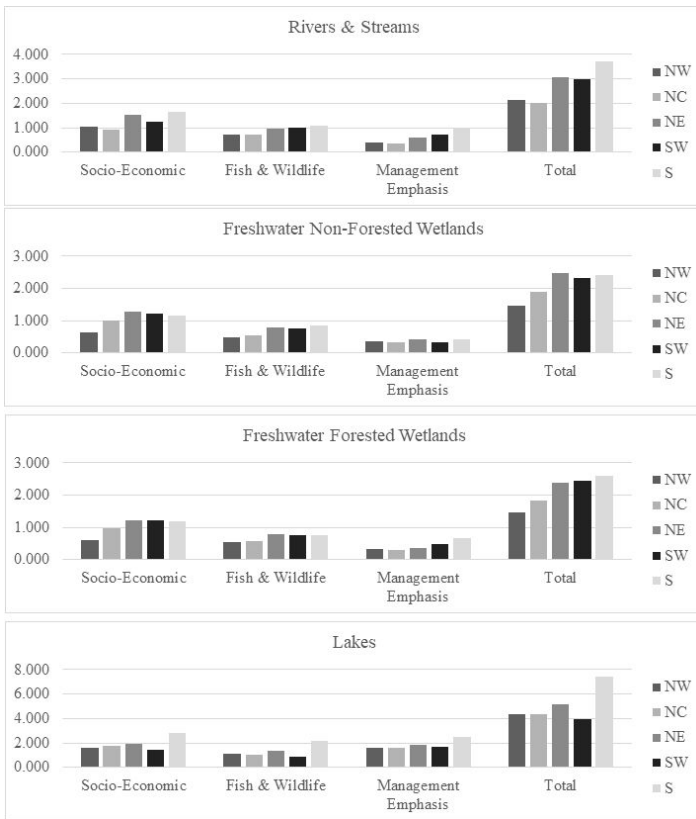 Rivers & Streams
4.000
3.000
2.000
1.000
0.000
Socio-Economic
Fish & Wildlife
Management
Emphasis
Total
NW
NC
NE
SW
S
Freshwater Non-Forested Wetlands
3.000
2.000
1.000
0.000
Socio-Economic
Fish & Wildlife
Management
Emphasis
Total
NW
NC
NE
SW
S
Freshwater Forested Wetlands
3.000
2.000
1.000
0.000
Socio-Economic
Fish & Wildlife
Management
Emphasis
Total
NW
NC
NE
SW
S
Lakes
8.000
6.000
4.000
2.000
0.000
Socio-Economic
Fish & Wildlife
Management
Emphasis
Total
NW
NC
NE
SW
S